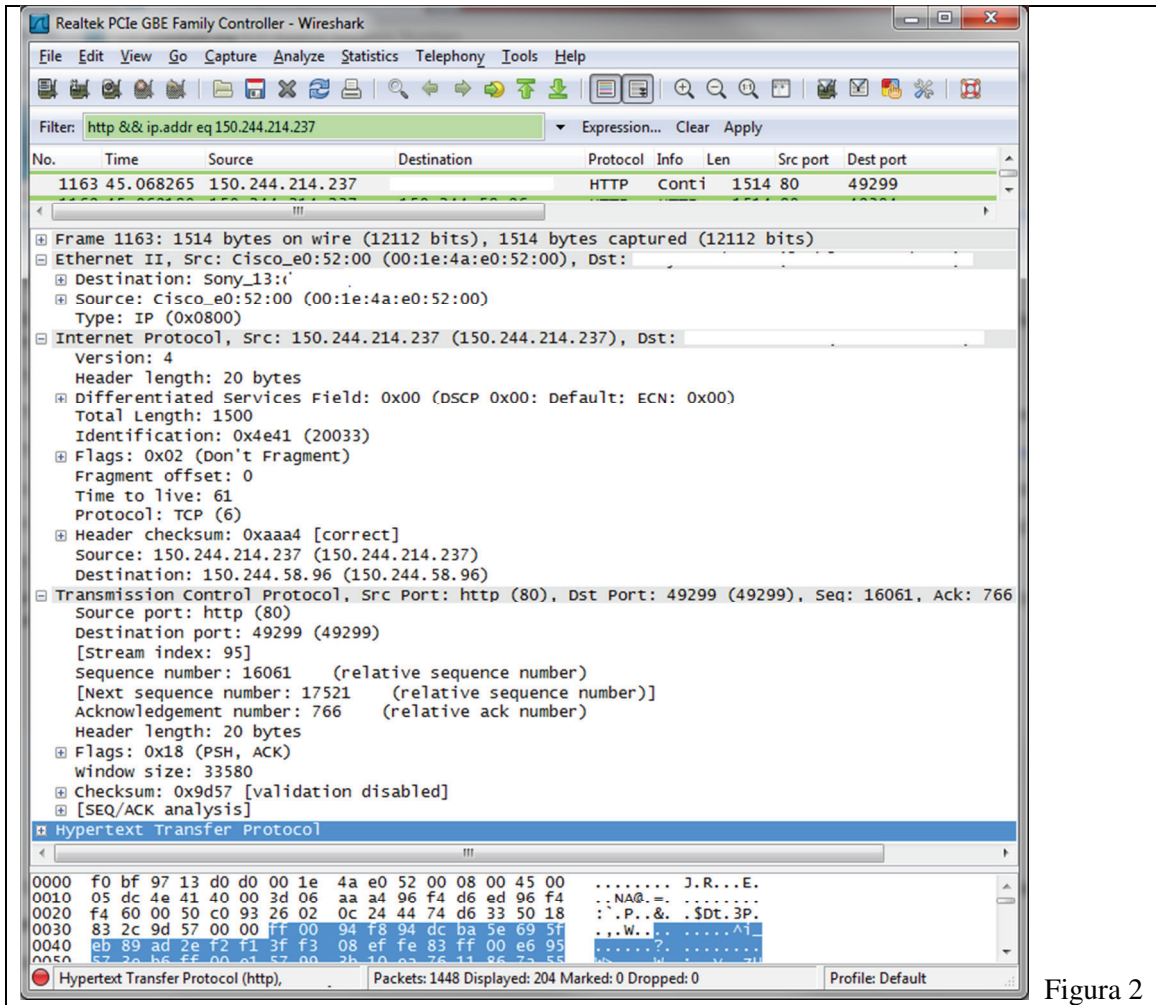 Realtek PCIe GBE Family Controller - Wireshark
File Edit View Go Capture Analyze Statistics Telephony Tools Help
Filter: http && ip.addr eq 150.244.214.237 Expression... Clear Apply
No. Time Source Destination Protocol Info Len Src port Dest port
1163 45.068265 150.244.214.237 HTTP Conti 1514 80 49299
Frame 1163: 1514 bytes on wire (12112 bits), 1514 bytes captured (12112 bits)
Ethernet II, Src: Cisco_e0:52:00 (00:1e:4a:e0:52:00), Dst:
Destination: Sony_13:
Source: Cisco_e0:52:00 (00:1e:4a:e0:52:00)
Type: IP (0x0800)
Internet Protocol, Src: 150.244.214.237 (150.244.214.237), Dst:
Version: 4
Header length: 20 bytes
Differentiated Services Field: 0x00 (DSCP 0x00: Default; ECN: 0x00)
Total Length: 1500
Identification: 0x4e41 (20033)
Flags: 0x02 (Don't Fragment)
Fragment offset: 0
Time to live: 61
Protocol: TCP (6)
Header checksum: 0xaaa4 [correct]
Source: 150.244.214.237 (150.244.214.237)
Destination: 150.244.58.96 (150.244.58.96)
Transmission Control Protocol, Src Port: http (80), Dst Port: 49299 (49299), Seq: 16061, Ack: 766
Source port: http (80)
Destination port: 49299 (49299)
[Stream index: 95]
Sequence number: 16061 (relative sequence number)
[Next sequence number: 17521 (relative sequence number)]
Acknowledgement number: 766 (relative ack number)
Header length: 20 bytes
Flags: 0x18 (PSH, ACK)
Window size: 33580
Checksum: 0x9d57 [validation disabled]
[SEQ/ACK analysis]
Hypertext Transfer Protocol
0000 f0 bf 97 13 d0 d0 00 1e 4a e0 52 00 08 00 45 00 ........ J.R...E.
0010 05 dc 4e 41 40 00 3d 06 aa a4 96 f4 d6 ed 96 f4 ..NA@.=. ........
0020 f4 60 00 50 c0 93 26 02 0c 24 44 74 d6 33 50 18 :`.P..&. .$Dt.3P.
0030 83 2c 9d 57 00 00 ff 00 94 f8 94 dc ba 5e 69 5f .,.W.... .....^i_
0040 eb 89 ad 2e f2 f1 3f f3 08 ef fe 83 ff 00 e6 95 ......?. ........
0050
Hypertext Transfer Protocol (http), Packets: 1448 Displayed: 204 Marked: 0 Dropped: 0 Profile: Default
Figura 2